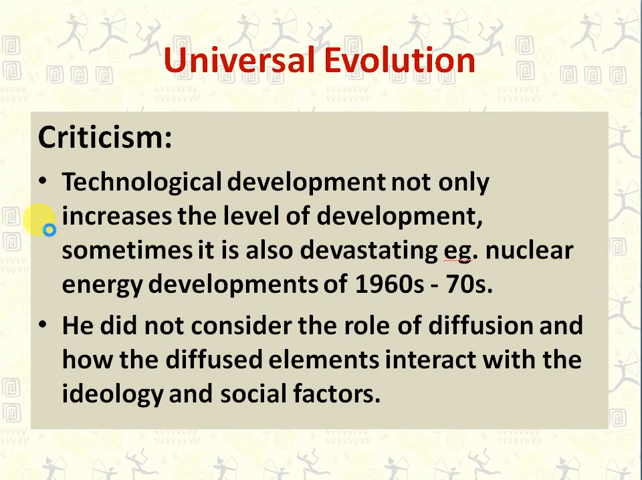 Universal Evolution
Criticism:
• Technological development not only
increases the level of development,
sometimes it is also devastating eg. nuclear
energy developments of 1960s - 70s.
• He did not consider the role of diffusion and
how the diffused elements interact with the
ideology and social factors.